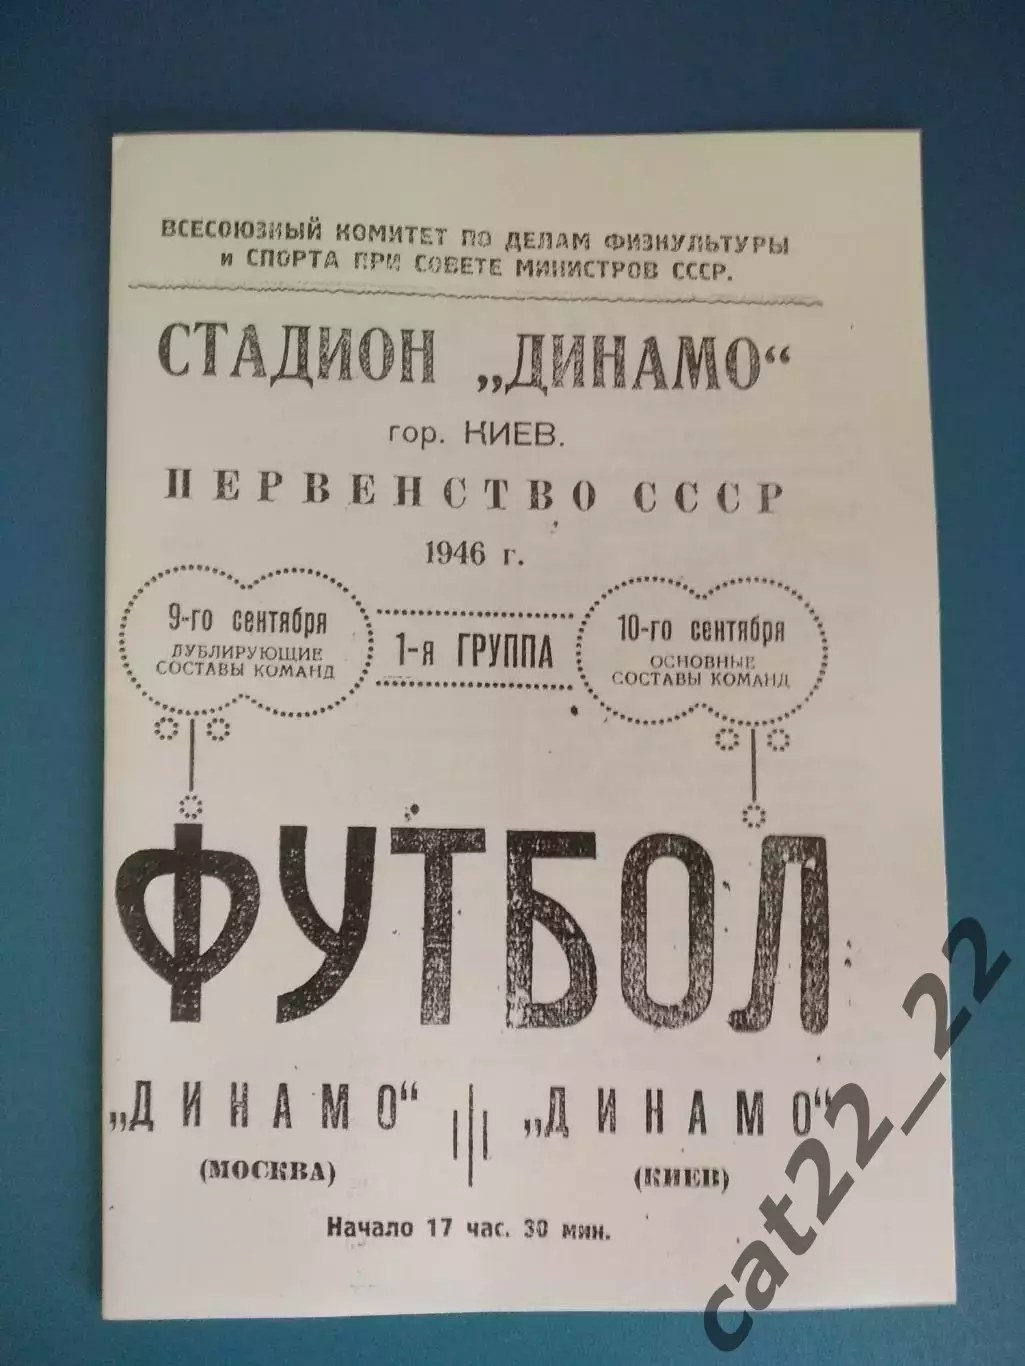 ВСЕСОЮЗНЫЙ КОМИТЕТ ПО ДЕЛАМ ФИЗКУЛЬТУРЫ
и СПОРТА ПРИ СОВЕТЕ МИНИСТРОВ СССР.
СТАДИОН „ДИНАМО“
гор. КИЕВ.
ПЕРВЕНСТВО СССР
1946 г.
9-го сентября
ДУБЛИРУЮЩИЕ
СОСТАВЫ КОМАНД
1-я ГРУППА
10-го сентября
ОСНОВНЫЕ
СОСТАВЫ КОМАНД
ФУТБОЛ
„ДИНАМО“
(МОСКВА)
„ДИНАМО“
(КИЕВ)
Начало 17 час. 30 мин.
cat22_22